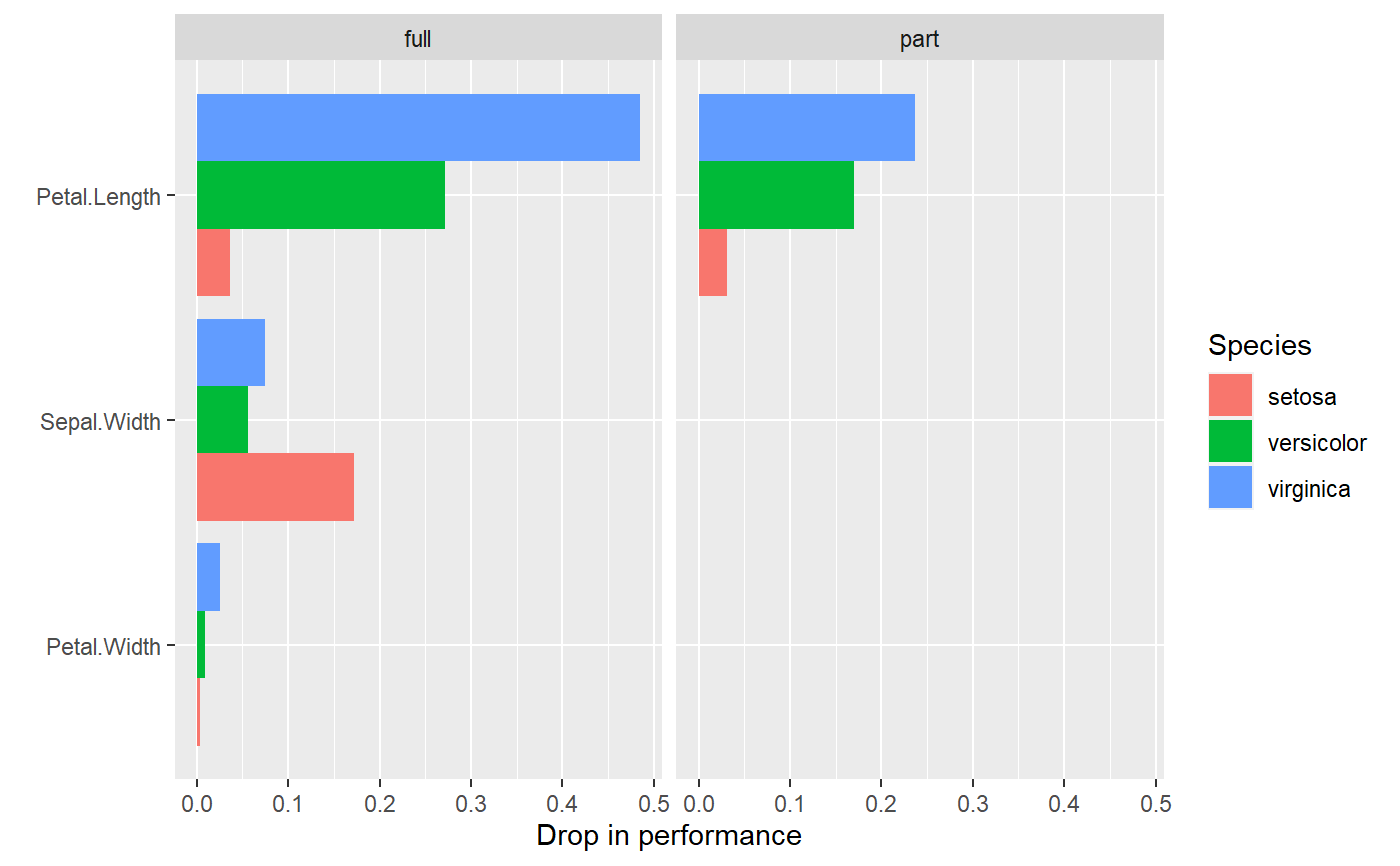 full part
Petal.Length
Sepal.Width
Petal.Width
Species
setosa
versicolor
virginica
0.0 0.1 0.2 0.3 0.4 0.5 0.0 0.1 0.2 0.3 0.4 0.5
Drop in performance